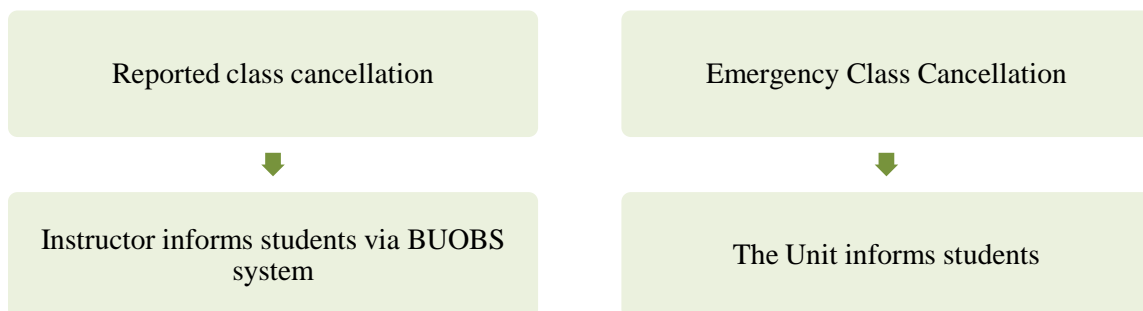 Reported class cancellation
Emergency Class Cancellation
Instructor informs students via BUOBS
system
The Unit informs students